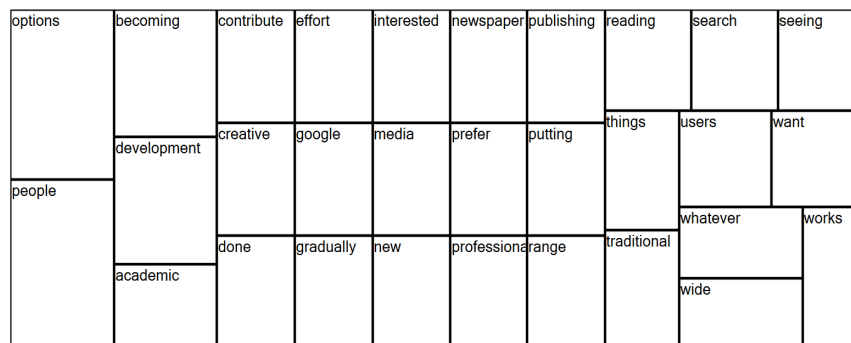 options
becoming
contribute
effort
interested
newspaper
publishing
reading
search
seeing
creative
google
media
prefer
putting
things
users
want
development
people
whatever
works
done
gradually
new
professiona
range
traditional
academic
wide